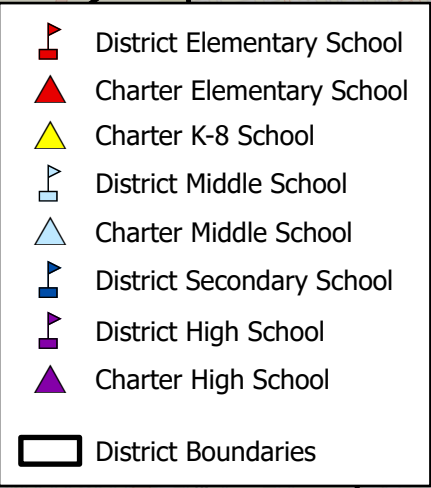 District Elementary School
Charter Elementary School
Charter K-8 School
District Middle School
Charter Middle School
District Secondary School
District High School
Charter High School
District Boundaries